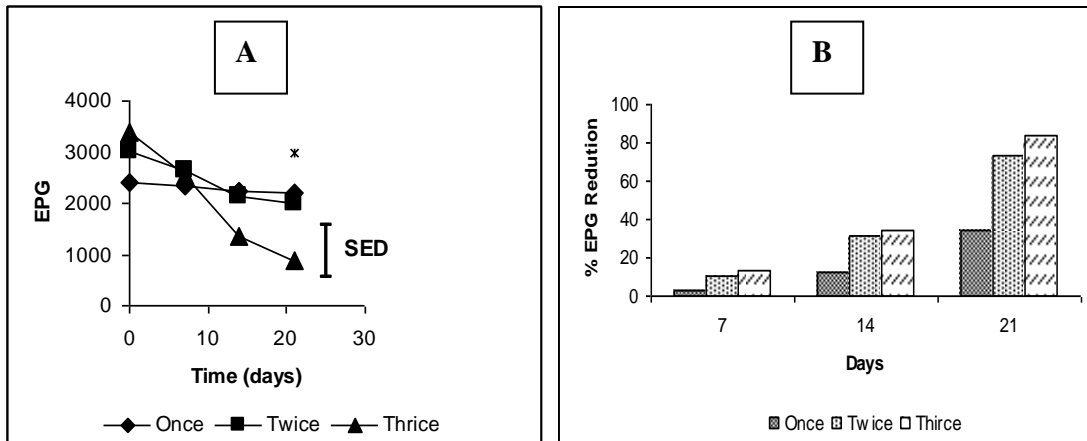 A
4000
3000
2000
1000
0
EPG
*
SED
0 10 20 30
Time (days)
Once Twice Thrice
B
100
80
60
40
20
0
% EPG Redution
7 14 21
Days
Once Twice Thirce